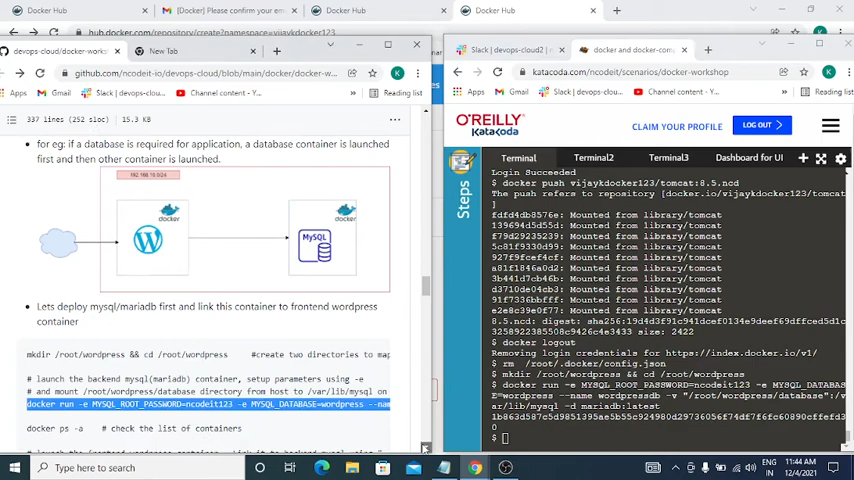 Docker Hub
[Docker] Please confirm your em
Docker Hub
Docker Hub
hub.docker.com/repository/create?namespace=vijaykdocker123
devops-cloud/docker-works
New Tab
github.com/ncodeit-io/devops-cloud/blob/main/docker/docker-w...
K
Apps
Gmail
Slack | devops-cloud...
Channel content - Y...
Reading list
337 lines (252 sloc)
15.3 KB
for eg: if a database is required for application, a database container is launched
first and then other container is launched.
192.168.10.0/24
docker
docker
MySQL
Lets deploy mysql/mariadb first and link this container to frontend wordpress
container
mkdir /root/wordpress && cd /root/wordpress #create two directories to map
# launch the backend mysql(mariadb) container, setup parameters using -e
# and mount /root/wordpress/database directory from host to /var/lib/mysql on
docker run -e MYSQL_ROOT_PASSWORD=ncodeit123 -e MYSQL_DATABASE=wordpress --nam
docker ps -a # check the list of containers
Slack | devops-cloud2 |
docker and docker-com
katacoda.com/ncodeit/scenarios/docker-workshop
K
Apps
Gmail
Slack | devops-cloud...
Channel content - Y...
Reading list
O'REILLY
Katacoda
CLAIM YOUR PROFILE
LOG OUT
Steps
Terminal
Terminal2
Terminal3
Dashboard for UI
Login Succeeded
$ docker push vijaykdocker123/tomcat:8.5.ncd
The push refers to repository [docker.io/vijaykdocker123/tomcat
]
fdfd4db8576e: Mounted from library/tomcat
139694d5d55d: Mounted from library/tomcat
f79d29235239: Mounted from library/tomcat
5c81f9330d99: Mounted from library/tomcat
927f9fcef4cf: Mounted from library/tomcat
a81f1846a0d2: Mounted from library/tomcat
3b441d7cb46b: Mounted from library/tomcat
d3710de04cb3: Mounted from library/tomcat
91f7336bbfff: Mounted from library/tomcat
e2e8c39e0f77: Mounted from library/tomcat
$ docker logout
Removing login credentials for https://index.docker.io/v1/
$ rm /root/.docker/config.json
$ mkdir /root/wordpress && cd /root/wordpress
$ docker run -e MYSQL_ROOT_PASSWORD=ncodeit123 -e MYSQL_DATABAS
E=wordpress --name wordpressdb -v "/root/wordpress/database":/v
ar/lib/mysql -d mariadb:latest
0
$
Type here to search
ENG
IN
11:44 AM
12/4/2021